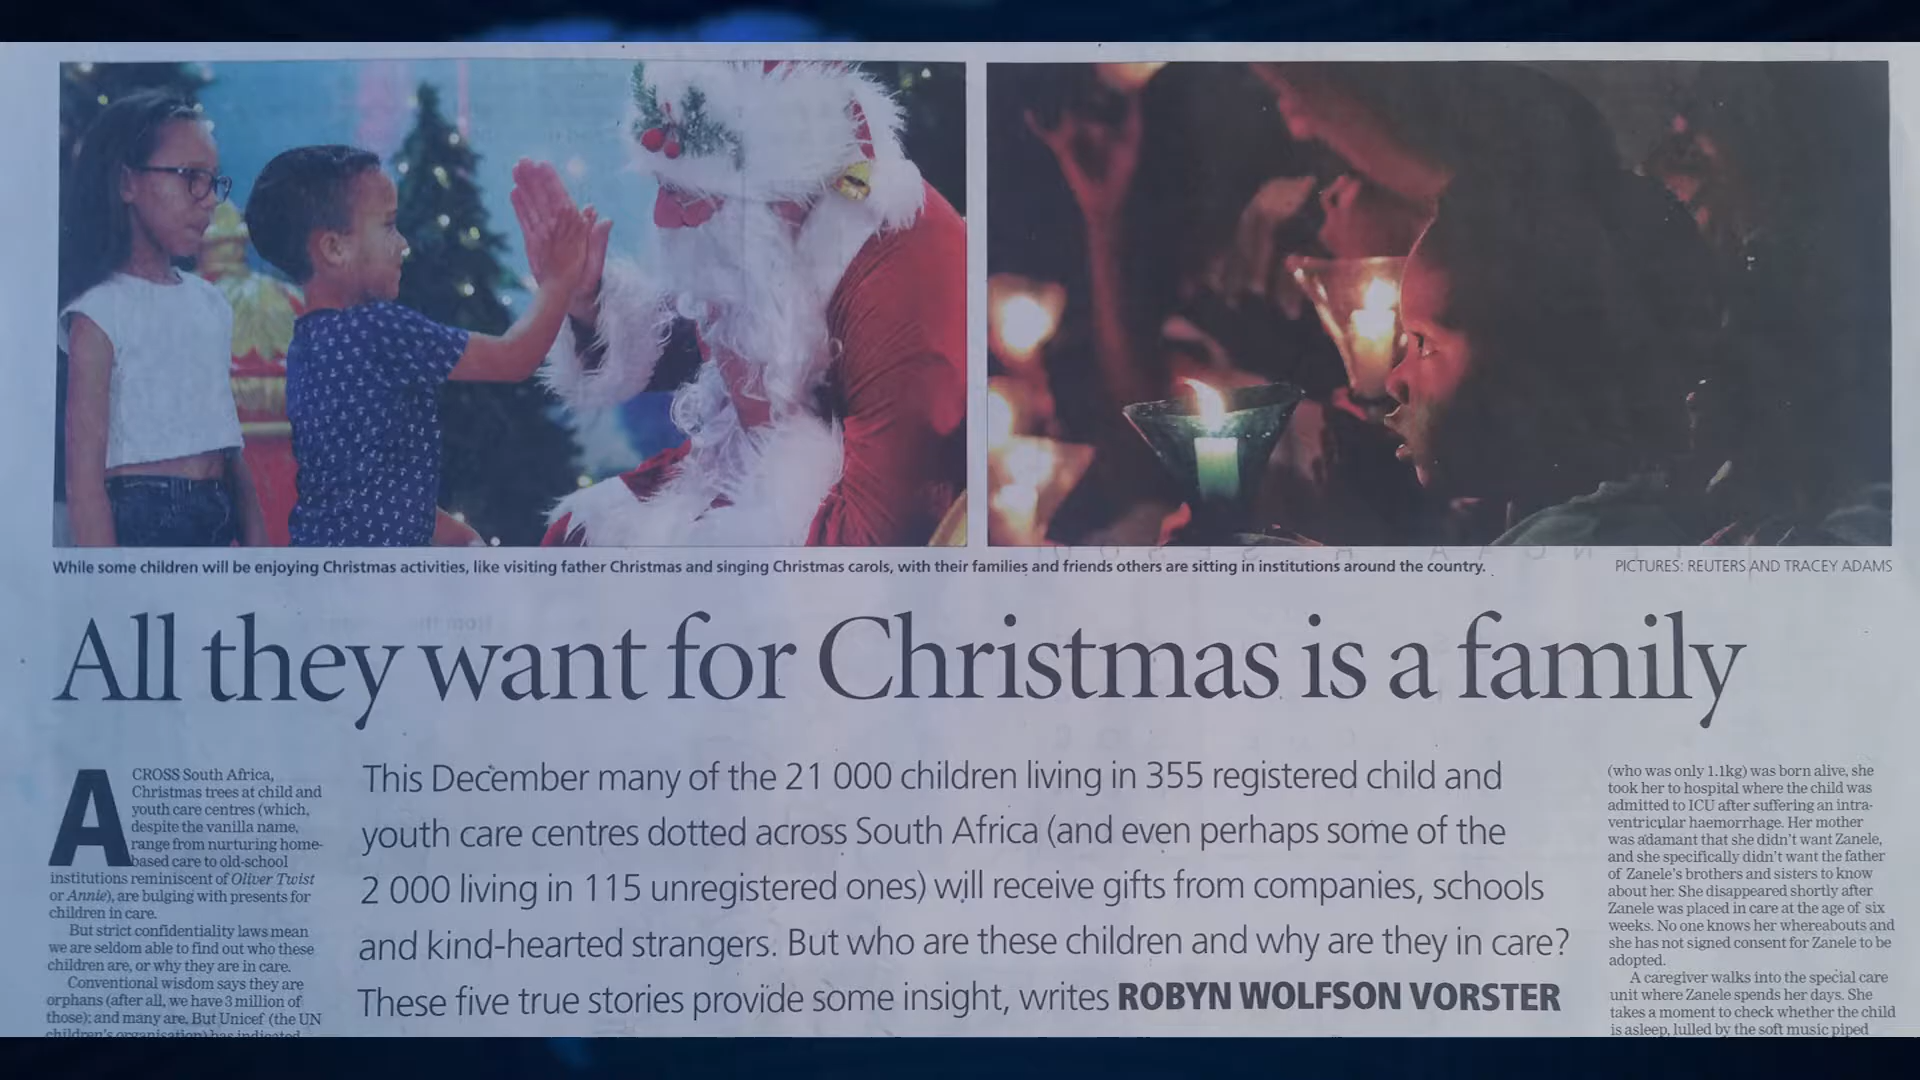 While some children will be enjoying Christmas activities, like visiting father Christmas and singing Christmas carols, with their families and friends others are sitting in institutions around the country.
PICTURES: REUTERS AND TRACEY ADAMS
All they want for Christmas is a family
ACROSS South Africa,
Christmas trees at child and
youth care centres (which,
despite the vanilla name,
range from nurturing home-
based care to old-school
institutions reminiscent of Oliver Twist
or Annie), are bulging with presents for
children in care.
But strict confidentiality laws mean
we are seldom able to find out who these
children are, or why they are in care.
Conventional wisdom says they are
orphans (after all, we have 3 million of
those); and many are. But Unicef (the UN
children's organisation) has indicated
This December many of the 21 000 children living in 355 registered child and
youth care centres dotted across South Africa (and even perhaps some of the
2 000 living in 115 unregistered ones) will receive gifts from companies, schools
and kind-hearted strangers. But who are these children and why are they in care?
These five true stories provide some insight, writes ROBYN WOLFSON VORSTER
(who was only 1.1kg) was born alive, she
took her to hospital where the child was
admitted to ICU after suffering an intra-
ventricular haemorrhage. Her mother
was adamant that she didn't want Zanele,
and she specifically didn't want the father
of Zanele's brothers and sisters to know
about her. She disappeared shortly after
Zanele was placed in care at the age of six
weeks. No one knows her whereabouts and
she has not signed consent for Zanele to be
adopted.
A caregiver walks into the special care
unit where Zanele spends her days. She
takes a moment to check whether the child
is asleep, lulled by the soft music piped